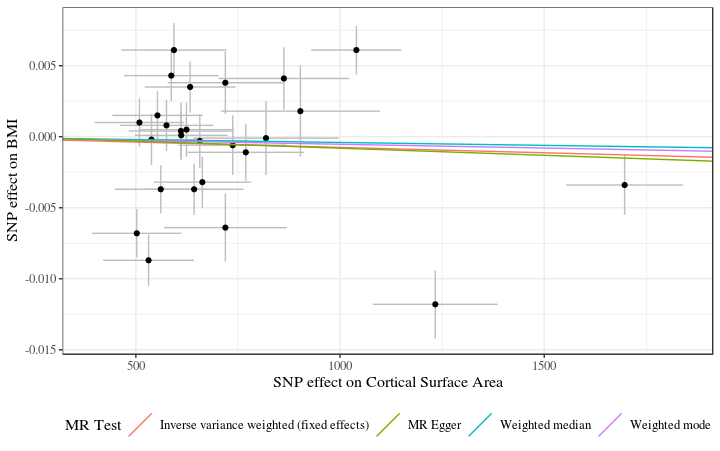 SNP effect on BMI
0.005
0.000
-0.005
-0.010
-0.015
500
1000
1500
SNP effect on Cortical Surface Area
MR Test
Inverse variance weighted (fixed effects)
MR Egger
Weighted median
Weighted mode